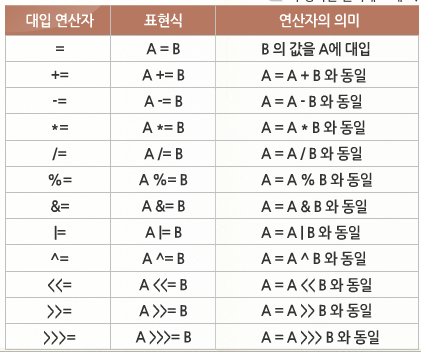 대입 연산자 표현식 연산자의 의미
= A = B B 의 값을 A에 대입
+= A += B A = A + B 와 동일
-= A -= B A = A - B 와 동일
*= A *= B A = A * B 와 동일
/= A /= B A = A / B 와 동일
%= A %= B A = A % B 와 동일
&= A &= B A = A & B 와 동일
|= A |= B A = A | B 와 동일
^= A ^= B A = A ^ B 와 동일
<<= A <<= B A = A << B 와 동일
>>= A >>= B A = A >> B 와 동일
>>>= A >>>= B A = A >>> B 와 동일